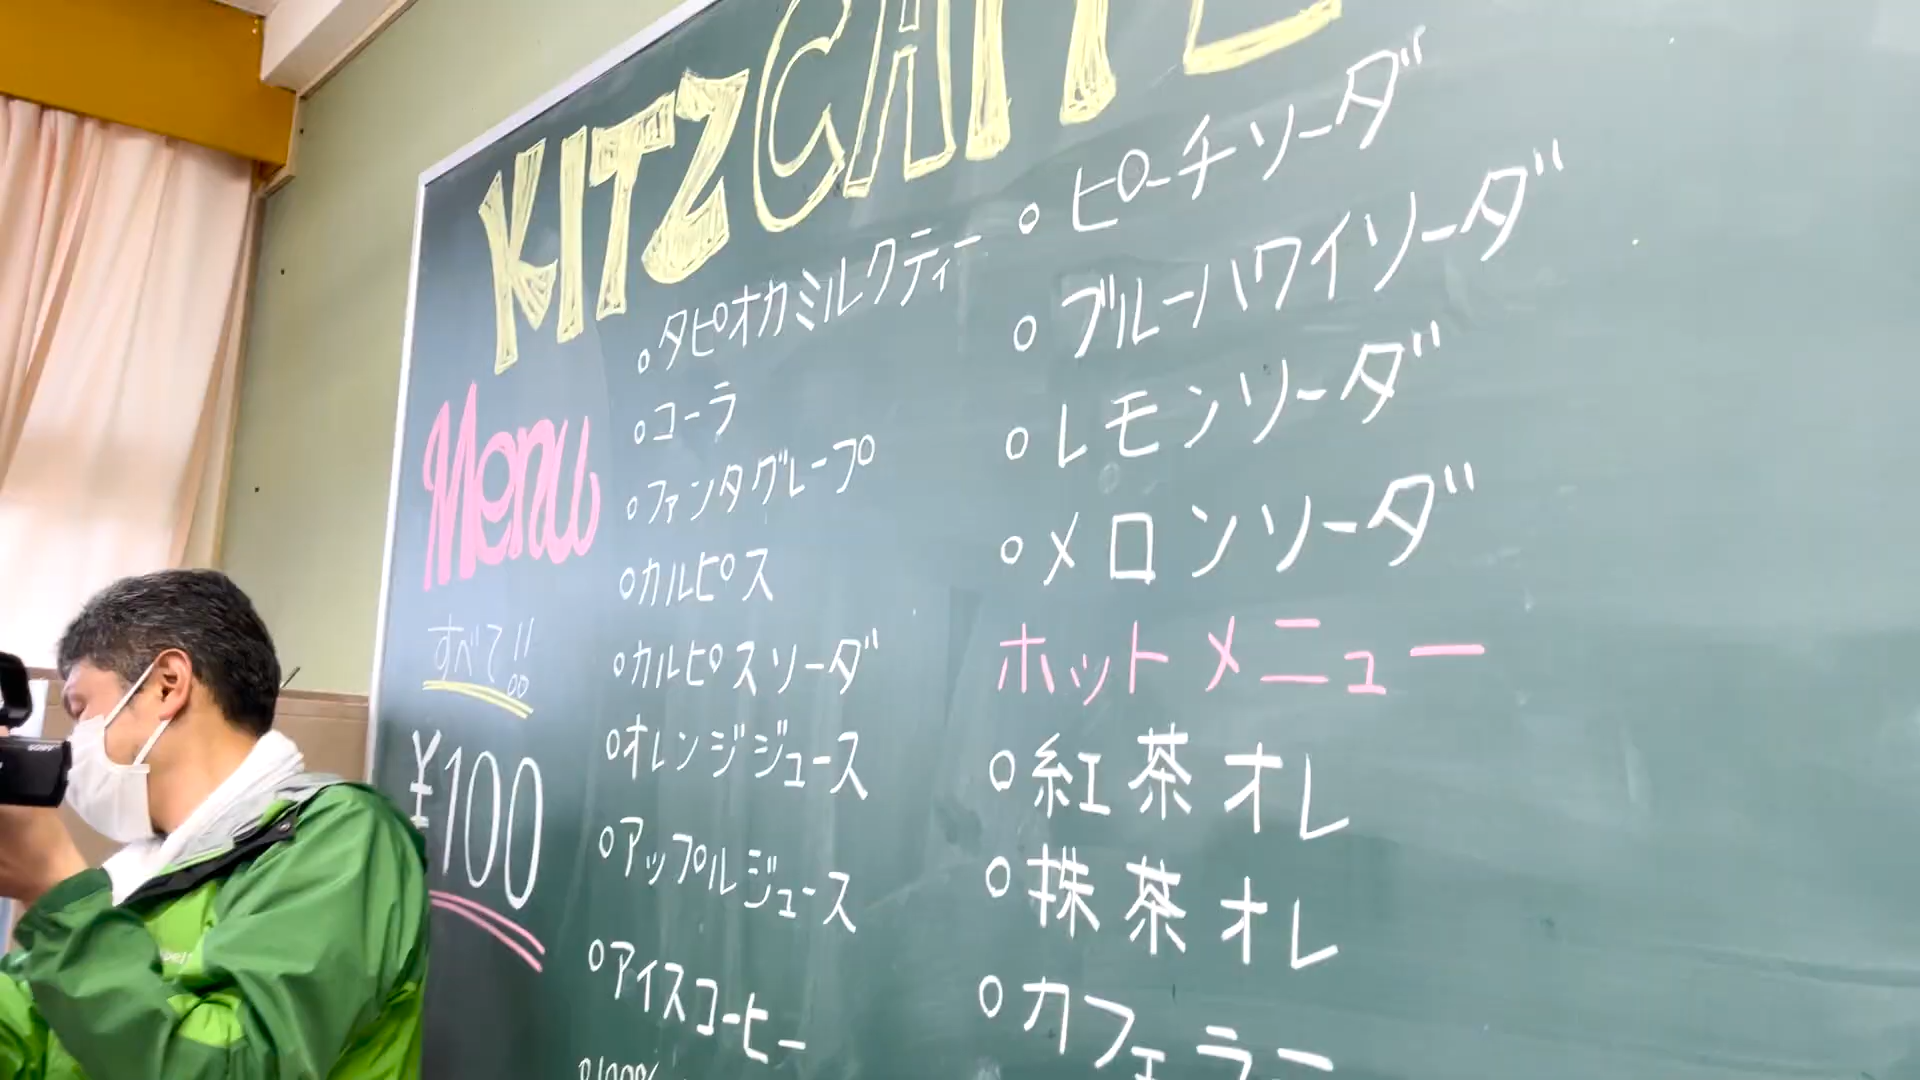 KITZ CAFE
Menu
すべて!!
¥100
。タピオカミルクティー
。コーラ
。ファンタグレープ
。カルピス
。カルピスソーダ
。オレンジジュース
。アップルジュース
。アイスコーヒー
。ピーチソーダ
。ブルーハワイソーダ
。レモンソーダ
。メロンソーダ
ホットメニュー
。紅茶オレ
。株茶オレ
。カフェラー
SONY